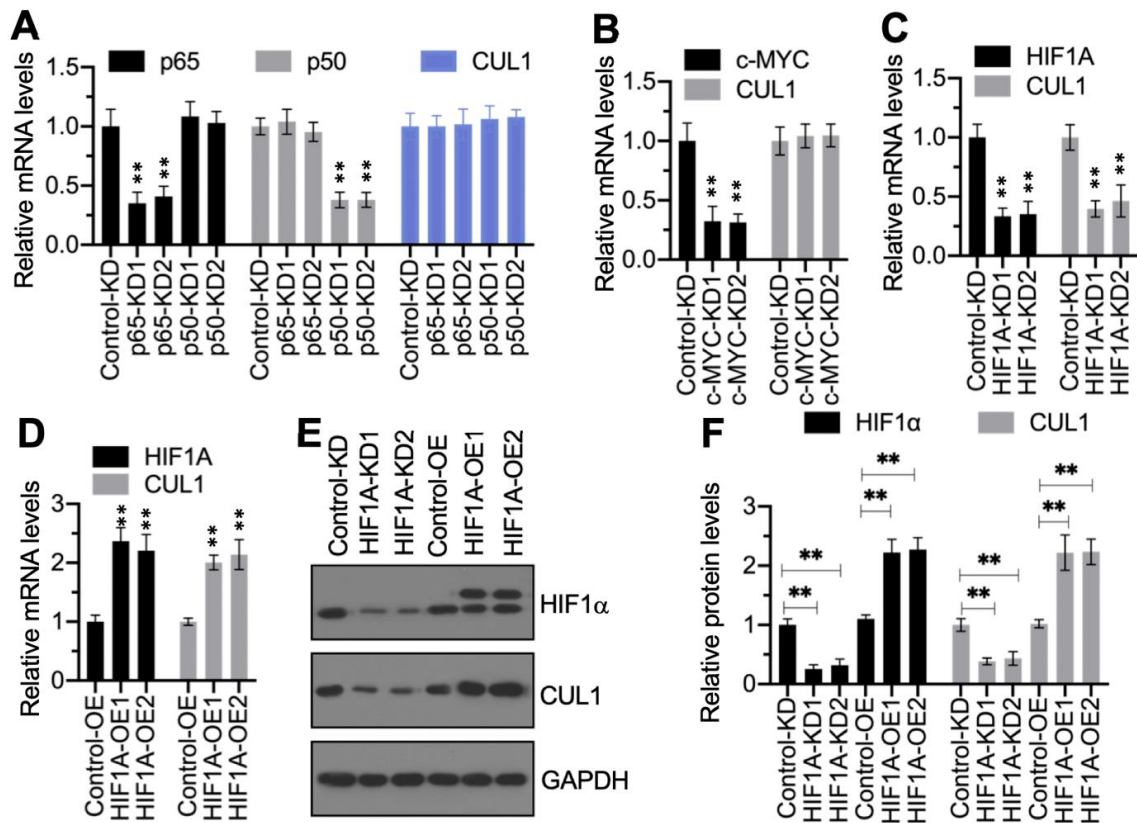 A
p65
p50
CUL1
Relative mRNA levels
1.5
1.0
0.5
0.0
** ** ** **
Control-KD
p65-KD1
p65-KD2
p50-KD1
p50-KD2
Control-KD
p65-KD1
p65-KD2
p50-KD1
p50-KD2
Control-KD
p65-KD1
p65-KD2
p50-KD1
p50-KD2
B
c-MYC
CUL1
Relative mRNA levels
1.5
1.0
0.5
0.0
** **
Control-KD
c-MYC-KD1
c-MYC-KD2
Control-KD
c-MYC-KD1
c-MYC-KD2
C
HIF1A
CUL1
Relative mRNA levels
1.5
1.0
0.5
0.0
** ** ** **
Control-KD
HIF1A-KD1
HIF1A-KD2
Control-KD
HIF1A-KD1
HIF1A-KD2
D
HIF1A
CUL1
Relative mRNA levels
3
2
1
0
** ** ** **
Control-OE
HIF1A-OE1
HIF1A-OE2
Control-OE
HIF1A-OE1
HIF1A-OE2
E
Control-KD
HIF1A-KD1
HIF1A-KD2
Control-OE
HIF1A-OE1
HIF1A-OE2
HIF1α
CUL1
GAPDH
F
HIF1α
CUL1
Relative protein levels
3
2
1
0
** ** ** ** ** ** ** **
Control-KD
HIF1A-KD1
HIF1A-KD2
Control-OE
HIF1A-OE1
HIF1A-OE2
Control-KD
HIF1A-KD1
HIF1A-KD2
Control-OE
HIF1A-OE1
HIF1A-OE2